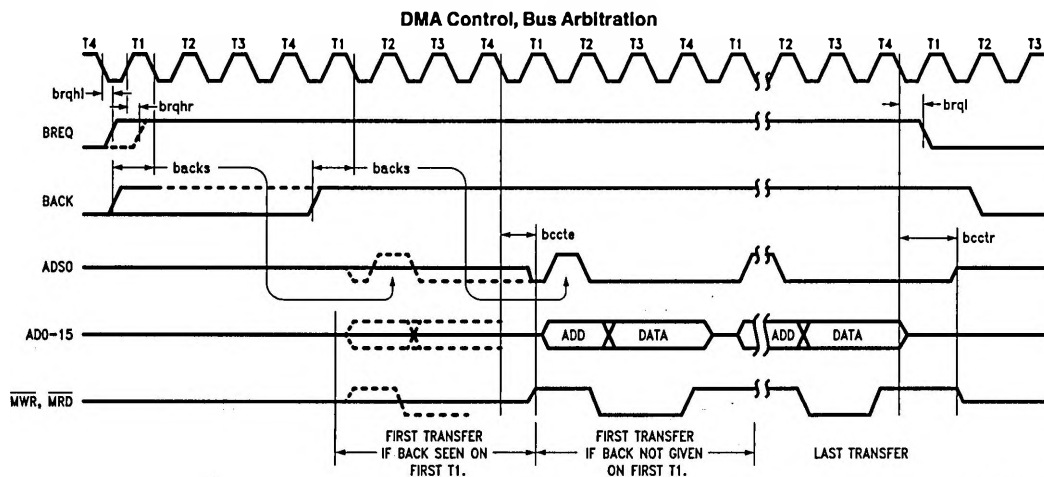 DMA Control, Bus Arbitration
T4 T1 T2 T3 T4 T1 T2 T3 T4 T1 T2 T3 T4 T1 T2 T3 T4 T1 T2 T3
brqhl
brqhr
brql
BREQ
backs
backs
BACK
bccte
bcctr
ADS0
AD0-15
ADD DATA ADD DATA
MWR, MRD
FIRST TRANSFER
IF BACK SEEN ON
FIRST T1.
FIRST TRANSFER
IF BACK NOT GIVEN
ON FIRST T1.
LAST TRANSFER